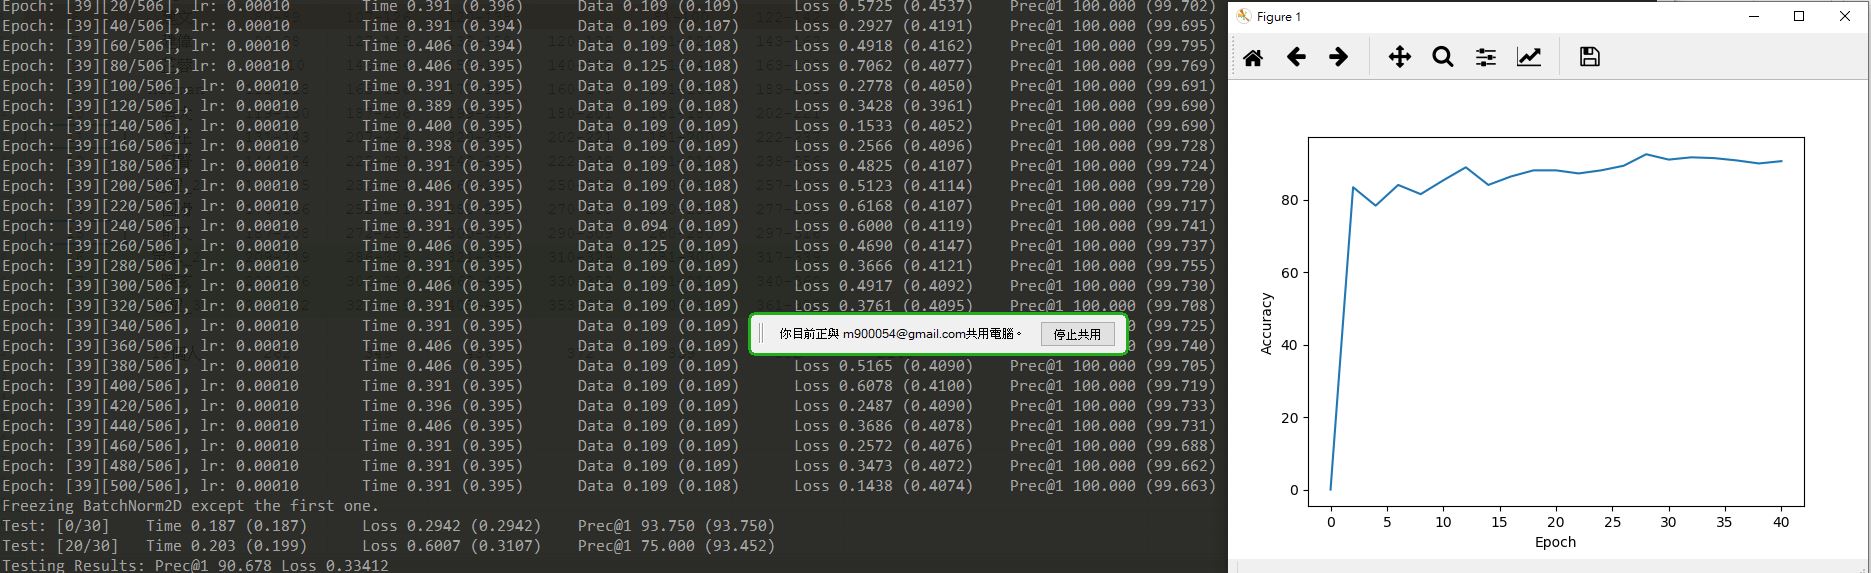 Epoch: [39][20/506], lr: 0.00010 Time 0.391 (0.396) Data 0.109 (0.109) Loss 0.5725 (0.4537) Prec@1 100.000 (99.702)
Epoch: [39][40/506], lr: 0.00010 Time 0.391 (0.394) Data 0.109 (0.107) Loss 0.2927 (0.4191) Prec@1 100.000 (99.695)
Epoch: [39][60/506], lr: 0.00010 Time 0.406 (0.394) Data 0.109 (0.108) Loss 0.4918 (0.4162) Prec@1 100.000 (99.795)
Epoch: [39][80/506], lr: 0.00010 Time 0.406 (0.395) Data 0.125 (0.108) Loss 0.7062 (0.4077) Prec@1 100.000 (99.769)
Epoch: [39][100/506], lr: 0.00010 Time 0.391 (0.395) Data 0.109 (0.108) Loss 0.2778 (0.4050) Prec@1 100.000 (99.691)
Epoch: [39][120/506], lr: 0.00010 Time 0.389 (0.395) Data 0.109 (0.109) Loss 0.3428 (0.3961) Prec@1 100.000 (99.690)
Epoch: [39][140/506], lr: 0.00010 Time 0.400 (0.395) Data 0.109 (0.109) Loss 0.1533 (0.4052) Prec@1 100.000 (99.690)
Epoch: [39][160/506], lr: 0.00010 Time 0.398 (0.395) Data 0.109 (0.109) Loss 0.2566 (0.4096) Prec@1 100.000 (99.728)
Epoch: [39][180/506], lr: 0.00010 Time 0.391 (0.395) Data 0.109 (0.108) Loss 0.4825 (0.4107) Prec@1 100.000 (99.724)
Epoch: [39][200/506], lr: 0.00010 Time 0.406 (0.395) Data 0.109 (0.108) Loss 0.5123 (0.4114) Prec@1 100.000 (99.720)
Epoch: [39][220/506], lr: 0.00010 Time 0.391 (0.395) Data 0.109 (0.108) Loss 0.6168 (0.4107) Prec@1 100.000 (99.717)
Epoch: [39][240/506], lr: 0.00010 Time 0.391 (0.395) Data 0.094 (0.109) Loss 0.6000 (0.4119) Prec@1 100.000 (99.741)
Epoch: [39][260/506], lr: 0.00010 Time 0.406 (0.395) Data 0.125 (0.109) Loss 0.4690 (0.4147) Prec@1 100.000 (99.737)
Epoch: [39][280/506], lr: 0.00010 Time 0.391 (0.395) Data 0.109 (0.109) Loss 0.3666 (0.4121) Prec@1 100.000 (99.755)
Epoch: [39][300/506], lr: 0.00010 Time 0.406 (0.395) Data 0.109 (0.109) Loss 0.4917 (0.4092) Prec@1 100.000 (99.730)
Epoch: [39][320/506], lr: 0.00010 Time 0.391 (0.395) Data 0.109 (0.109) Loss 0.3761 (0.4095) Prec@1 100.000 (99.708)
Epoch: [39][340/506], lr: 0.00010 Time 0.391 (0.395) Data 0.109 (0.109) (99.725)
你目前正與 m900054@gmail.com共用電腦。 停止共用
Epoch: [39][360/506], lr: 0.00010 Time 0.406 (0.395) Data 0.109 (0.109) (99.740)
Epoch: [39][380/506], lr: 0.00010 Time 0.406 (0.395) Data 0.109 (0.109) Loss 0.5165 (0.4090) Prec@1 100.000 (99.705)
Epoch: [39][400/506], lr: 0.00010 Time 0.391 (0.395) Data 0.109 (0.109) Loss 0.6078 (0.4100) Prec@1 100.000 (99.719)
Epoch: [39][420/506], lr: 0.00010 Time 0.396 (0.395) Data 0.109 (0.109) Loss 0.2487 (0.4090) Prec@1 100.000 (99.733)
Epoch: [39][440/506], lr: 0.00010 Time 0.406 (0.395) Data 0.109 (0.109) Loss 0.3686 (0.4078) Prec@1 100.000 (99.731)
Epoch: [39][460/506], lr: 0.00010 Time 0.391 (0.395) Data 0.109 (0.109) Loss 0.2572 (0.4076) Prec@1 100.000 (99.688)
Epoch: [39][480/506], lr: 0.00010 Time 0.391 (0.395) Data 0.109 (0.109) Loss 0.3473 (0.4072) Prec@1 100.000 (99.662)
Epoch: [39][500/506], lr: 0.00010 Time 0.391 (0.395) Data 0.109 (0.108) Loss 0.1438 (0.4074) Prec@1 100.000 (99.663)
Freezing BatchNorm2D except the first one.
Test: [0/30] Time 0.187 (0.187) Loss 0.2942 (0.2942) Prec@1 93.750 (93.750)
Test: [20/30] Time 0.203 (0.199) Loss 0.6007 (0.3107) Prec@1 75.000 (93.452)
Testing Results: Prec@1 90.678 Loss 0.33412
Figure 1
80
60
40
20
0
Accuracy
0 5 10 15 20 25 30 35 40
Epoch